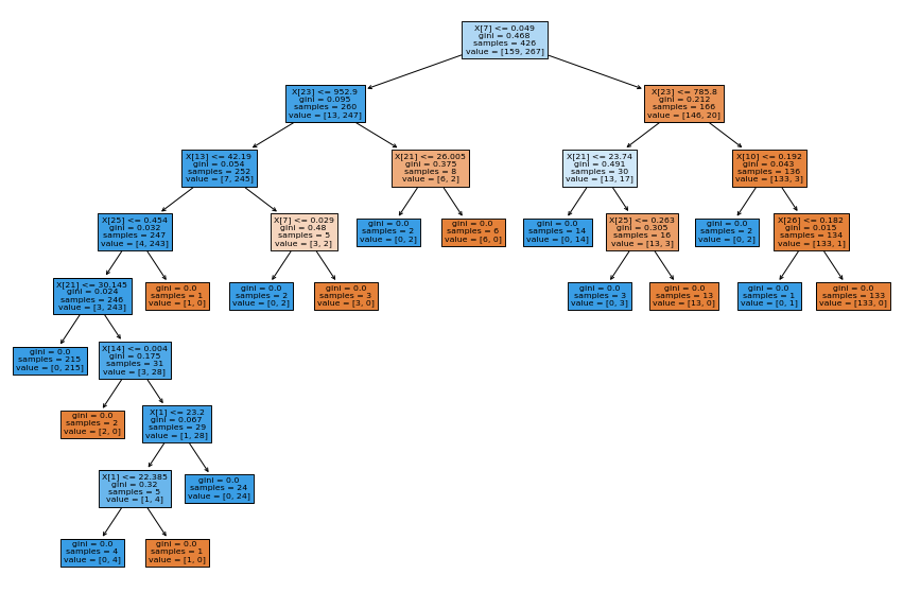 X[7] <= 0.049
gini = 0.468
samples = 426
value = [159, 267]
X[23] <= 952.9
gini = 0.095
samples = 260
value = [13, 247]
X[23] <= 785.8
gini = 0.212
samples = 166
value = [146, 20]
X[13] <= 42.19
gini = 0.054
samples = 252
value = [7, 245]
X[21] <= 26.005
gini = 0.375
samples = 8
value = [6, 2]
X[21] <= 23.74
gini = 0.491
samples = 30
value = [13, 17]
X[10] <= 0.192
gini = 0.043
samples = 136
value = [133, 3]
X[25] <= 0.454
gini = 0.032
samples = 247
value = [4, 243]
X[7] <= 0.029
gini = 0.48
samples = 5
value = [3, 2]
gini = 0.0
samples = 2
value = [0, 2]
gini = 0.0
samples = 6
value = [6, 0]
gini = 0.0
samples = 14
value = [0, 14]
X[25] <= 0.263
gini = 0.305
samples = 16
value = [13, 3]
gini = 0.0
samples = 2
value = [0, 2]
X[26] <= 0.182
gini = 0.015
samples = 134
value = [133, 1]
X[21] <= 30.145
gini = 0.024
samples = 246
value = [3, 243]
gini = 0.0
samples = 1
value = [1, 0]
gini = 0.0
samples = 2
value = [0, 2]
gini = 0.0
samples = 3
value = [3, 0]
gini = 0.0
samples = 3
value = [0, 3]
gini = 0.0
samples = 13
value = [13, 0]
gini = 0.0
samples = 1
value = [0, 1]
gini = 0.0
samples = 133
value = [133, 0]
gini = 0.0
samples = 215
value = [0, 215]
X[14] <= 0.004
gini = 0.175
samples = 31
value = [3, 28]
gini = 0.0
samples = 2
value = [2, 0]
X[1] <= 23.2
gini = 0.067
samples = 29
value = [1, 28]
X[1] <= 22.385
gini = 0.32
samples = 5
value = [1, 4]
gini = 0.0
samples = 24
value = [0, 24]
gini = 0.0
samples = 4
value = [0, 4]
gini = 0.0
samples = 1
value = [1, 0]